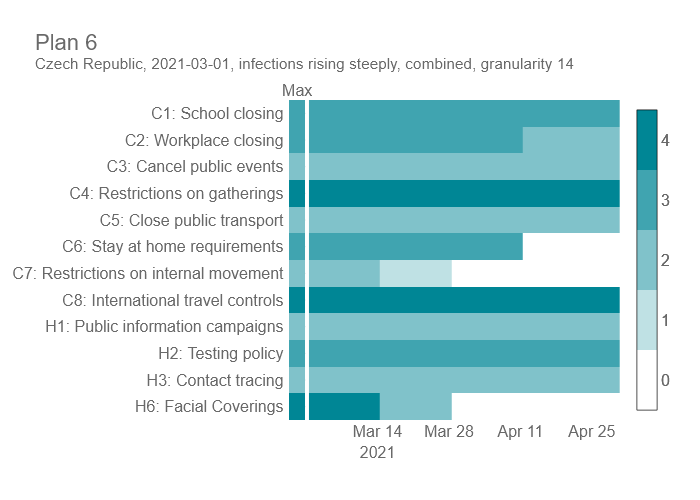 Plan 6
Czech Republic, 2021-03-01, infections rising steeply, combined, granularity 14
Max
C1: School closing
C2: Workplace closing
C3: Cancel public events
C4: Restrictions on gatherings
C5: Close public transport
C6: Stay at home requirements
C7: Restrictions on internal movement
C8: International travel controls
H1: Public information campaigns
H2: Testing policy
H3: Contact tracing
H6: Facial Coverings
Mar 14 Mar 28 Apr 11 Apr 25
2021
4
3
2
1
0